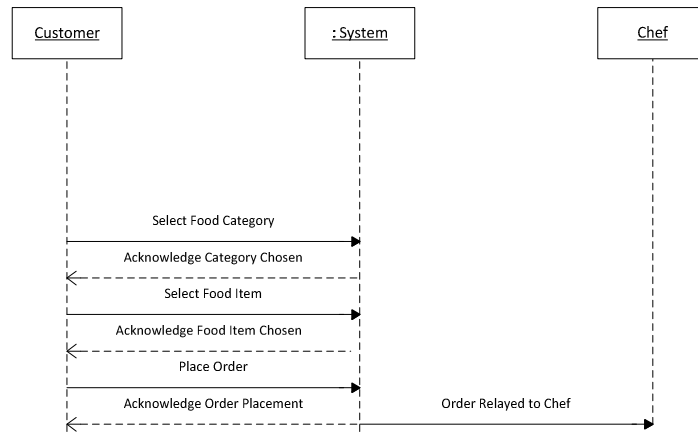 Customer
: System
Chef
Select Food Category
Acknowledge Category Chosen
Select Food Item
Acknowledge Food Item Chosen
Place Order
Acknowledge Order Placement
Order Relayed to Chef